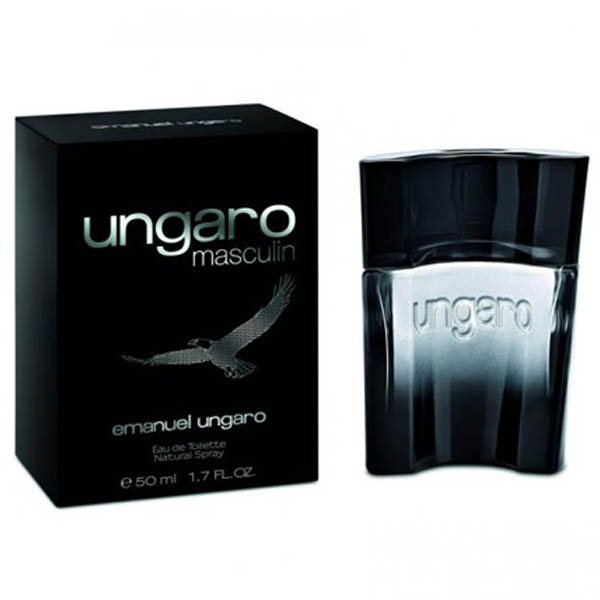 emanuel ungaro
ungaro
masculin
emanuel ungaro
Eau de Toilette
Natural Spray
e 50 ml 1.7 FL.OZ.
ungaro